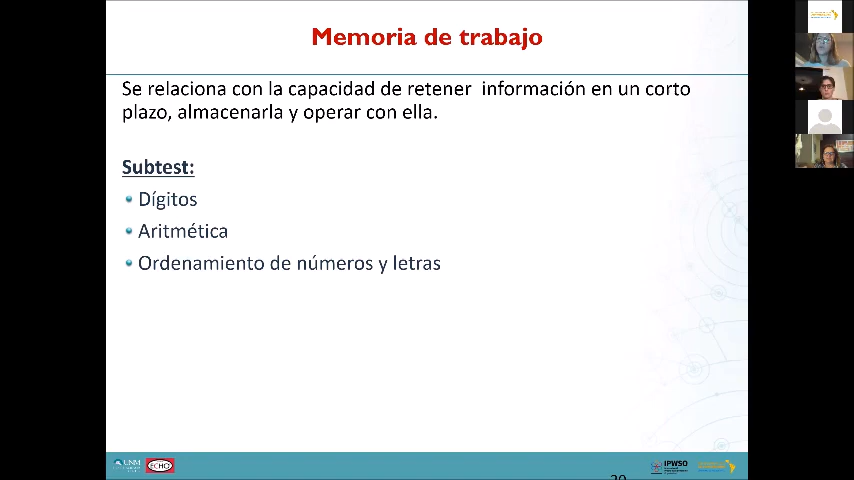 Memoria de trabajo
Se relaciona con la capacidad de retener información en un corto
plazo, almacenarla y operar con ella.
Subtest:
Dígitos
Aritmética
Ordenamiento de números y letras
UNM
ECHO
IPWSO